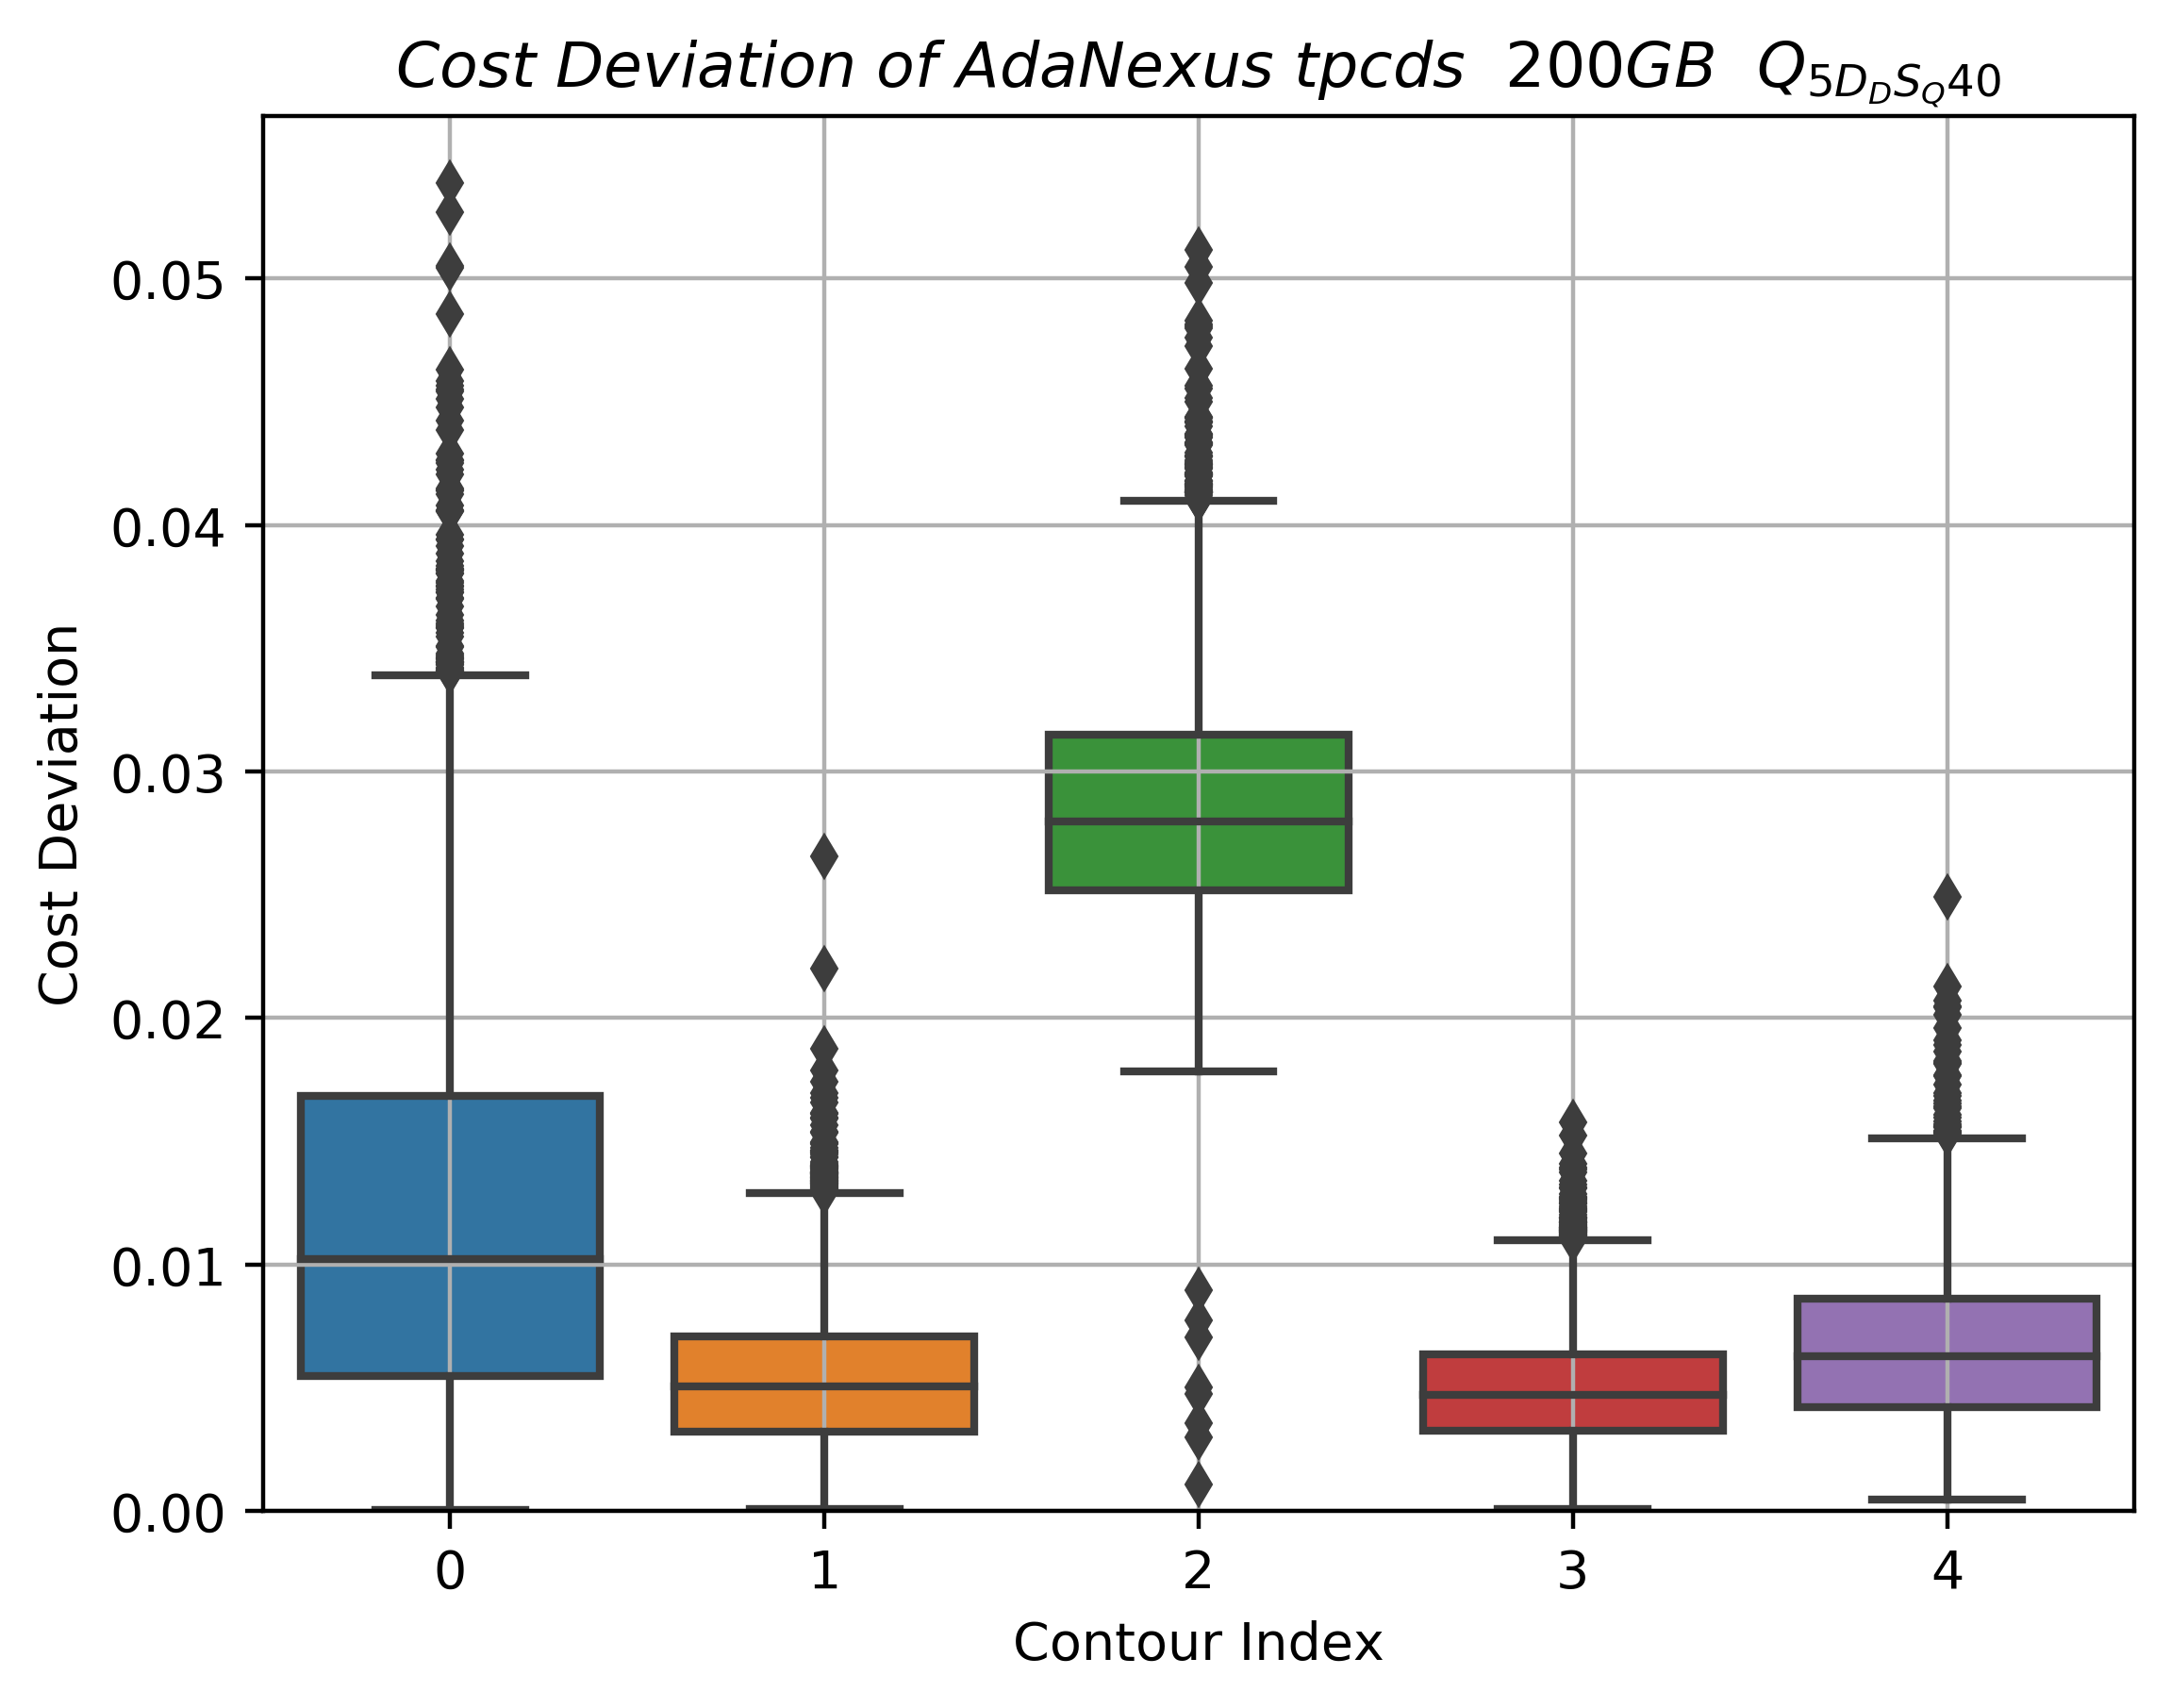 Cost Deviation of AdaNexus tpcds 200GB Q5DDSQ40
0.05
0.04
0.03
0.02
0.01
0.00
Cost Deviation
0 1 2 3 4
Contour Index